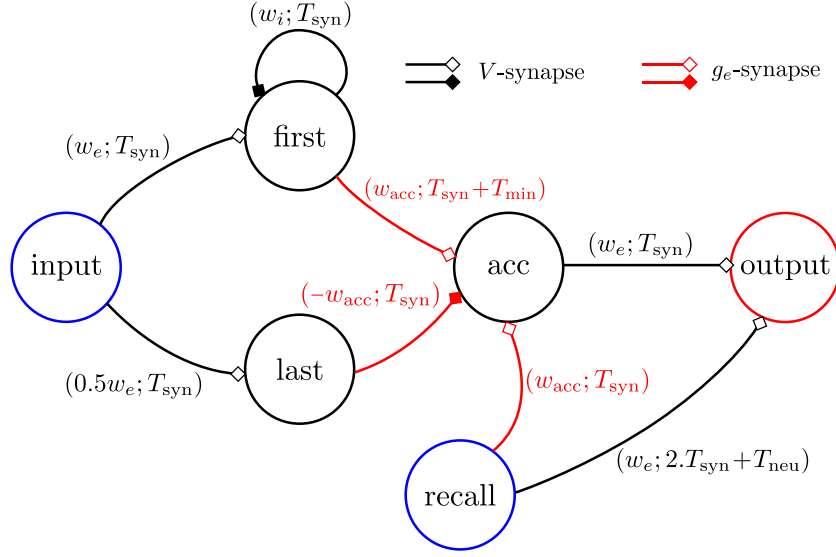 (w_i; T_syn)
V-synapse
g_e-synapse
(w_e; T_syn)
first
(w_acc; T_syn+T_min)
input
acc
(w_e; T_syn)
output
(-w_acc; T_syn)
(0.5w_e; T_syn)
last
(w_acc; T_syn)
recall
(w_e; 2.T_syn+T_neu)